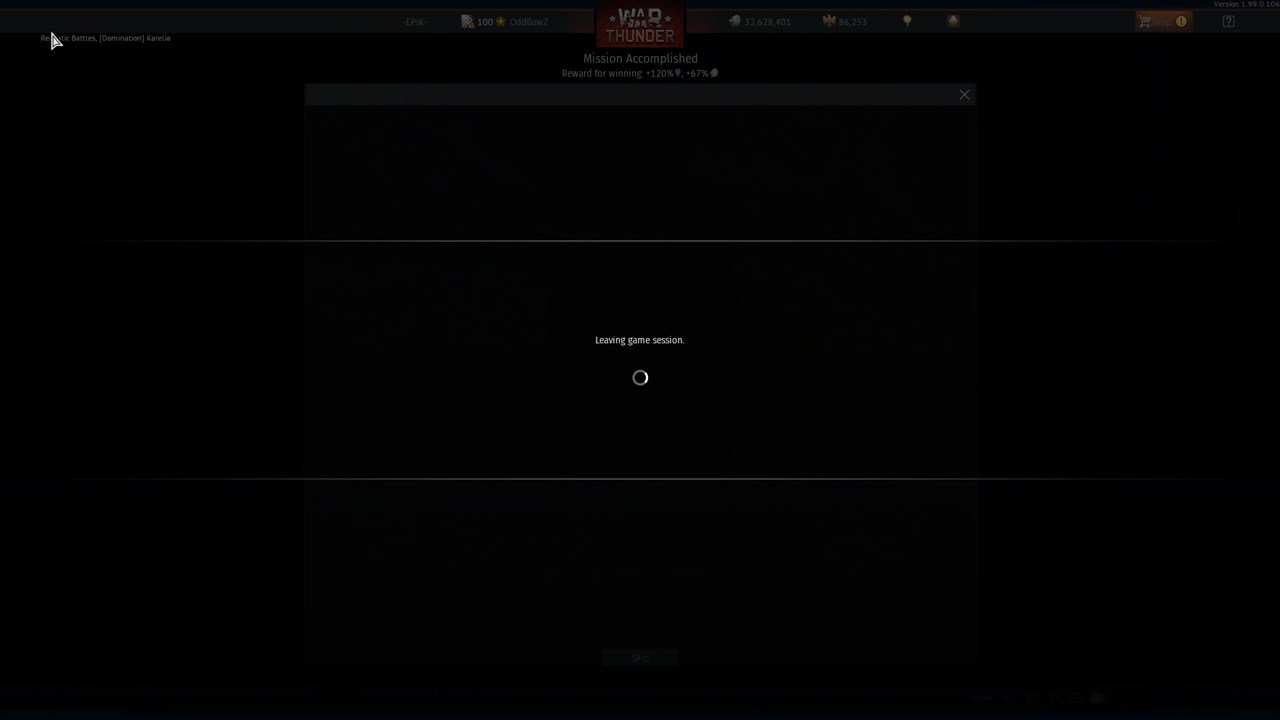 Version 1.99.0.106
-EPiK-
100 OddBawZ
WAR THUNDER
32,628,401
86,253
Shop
Battles, [Domination] Karelia
Mission Accomplished
Reward for winning: +120%, +67%
Leaving game session.
Skip